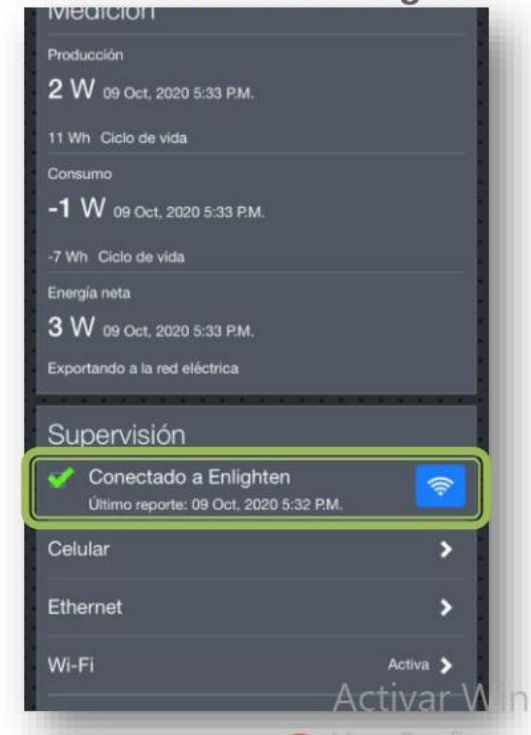 Medición
Producción
2 W 09 Oct, 2020 5:33 P.M.
11 Wh Ciclo de vida
Consumo
-1 W 09 Oct, 2020 5:33 P.M.
-7 Wh Ciclo de vida
Energía neta
3 W 09 Oct, 2020 5:33 P.M.
Exportando a la red eléctrica
Supervisión
Conectado a Enlighten
Último reporte: 09 Oct, 2020 5:32 P.M.
Celular
Ethernet
Wi-Fi Activa
Activar Win